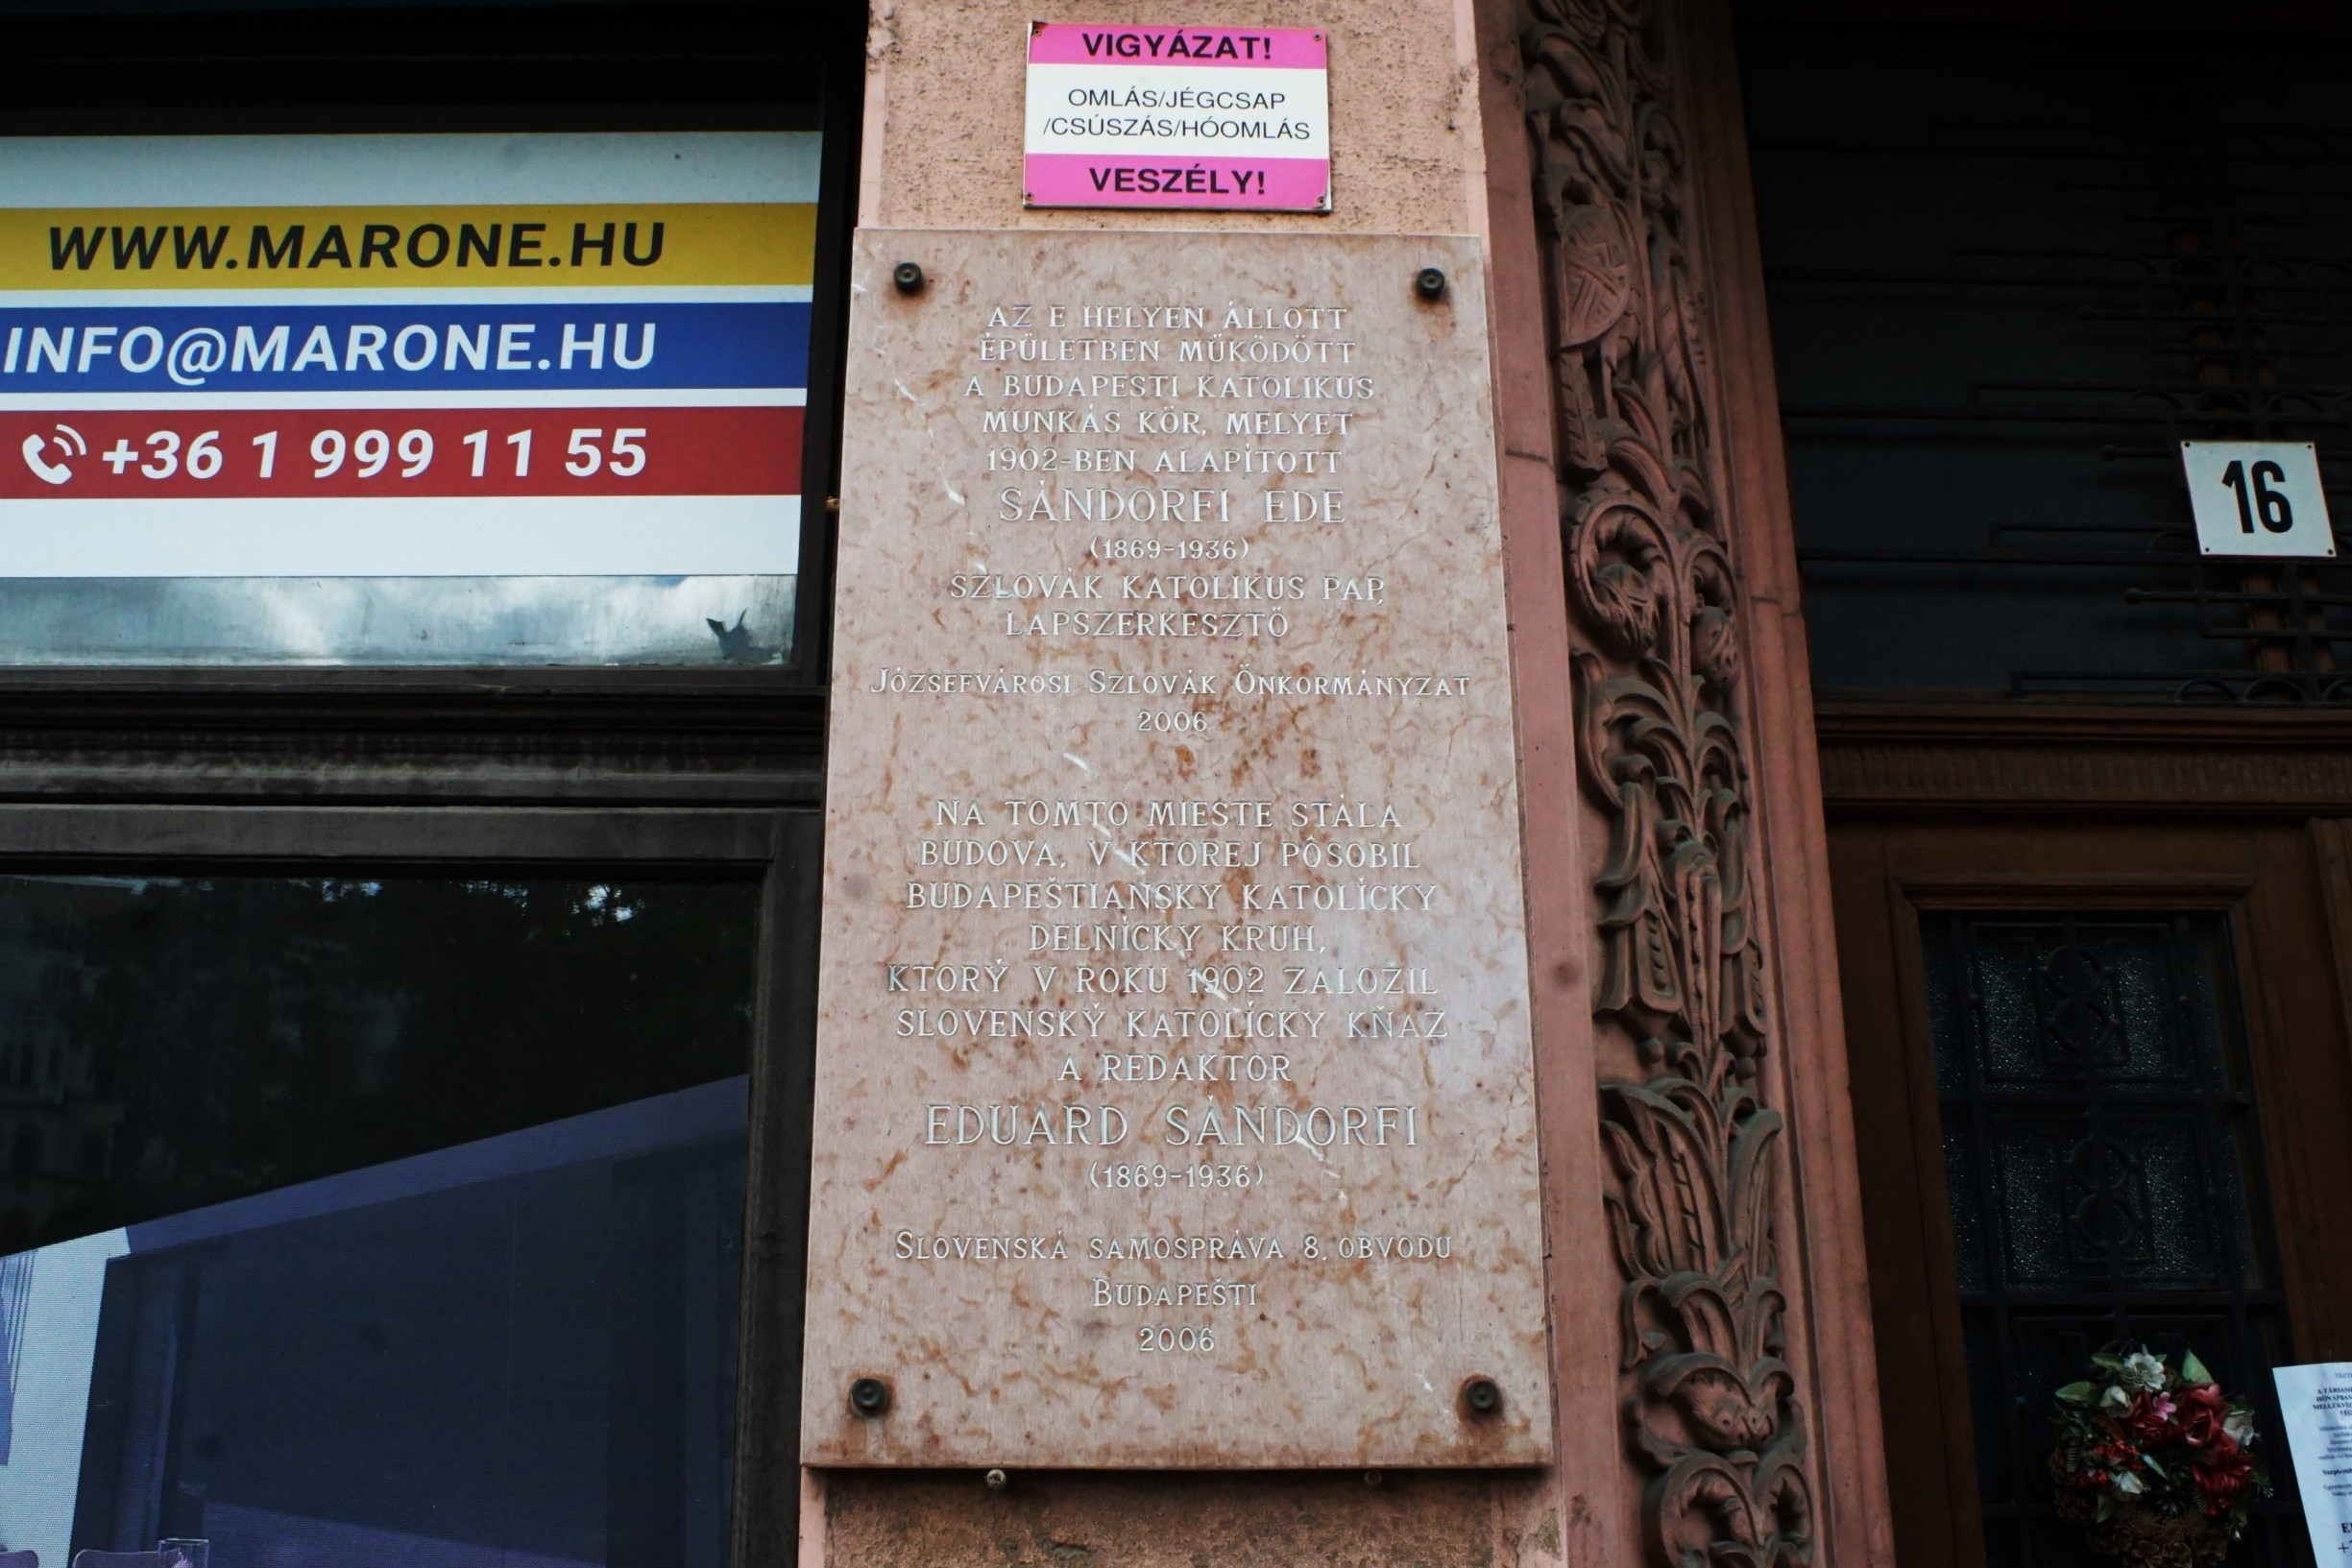 VIGYÁZAT!
OMLÁS/JÉGCSAP
/CSÚSZÁS/HÓOMLÁS
VESZÉLY!
WWW.MARONE.HU
INFO@MARONE.HU
+36 1 999 11 55
AZ E HELYEN ÁLLOTT
ÉPÜLETBEN MŰKÖDÖTT
A BUDAPESTI KATOLIKUS
MUNKÁS KÖR, MELYET
1902-BEN ALAPÍTOTT
SÁNDORFI EDE
(1869-1936)
SZLOVÁK KATOLIKUS PAP,
LAPSZERKESZTŐ
JÓZSEFVÁROSI SZLOVÁK ÖNKORMÁNYZAT
2006
NA TOMTO MIESTE STÁLA
BUDOVA, V KTOREJ PÔSOBIL
BUDAPEŠTIANSKY KATOLÍCKY
DELNÍCKY KRUH,
KTORÝ V ROKU 1902 ZALOŽIL
SLOVENSKÝ KATOLÍCKY KŇAZ
A REDAKTOR
EDUARD SÁNDORFI
(1869-1936)
SLOVENSKÁ SAMOSPRÁVA 8. OBVODU
BUDAPEŠTI
2006
16